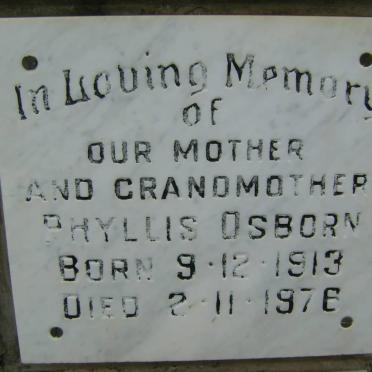 In Loving Memory
of
OUR MOTHER
AND GRANDMOTHER
PHYLLIS OSBORN
BORN 9·12·1913
DIED 2·11·1976